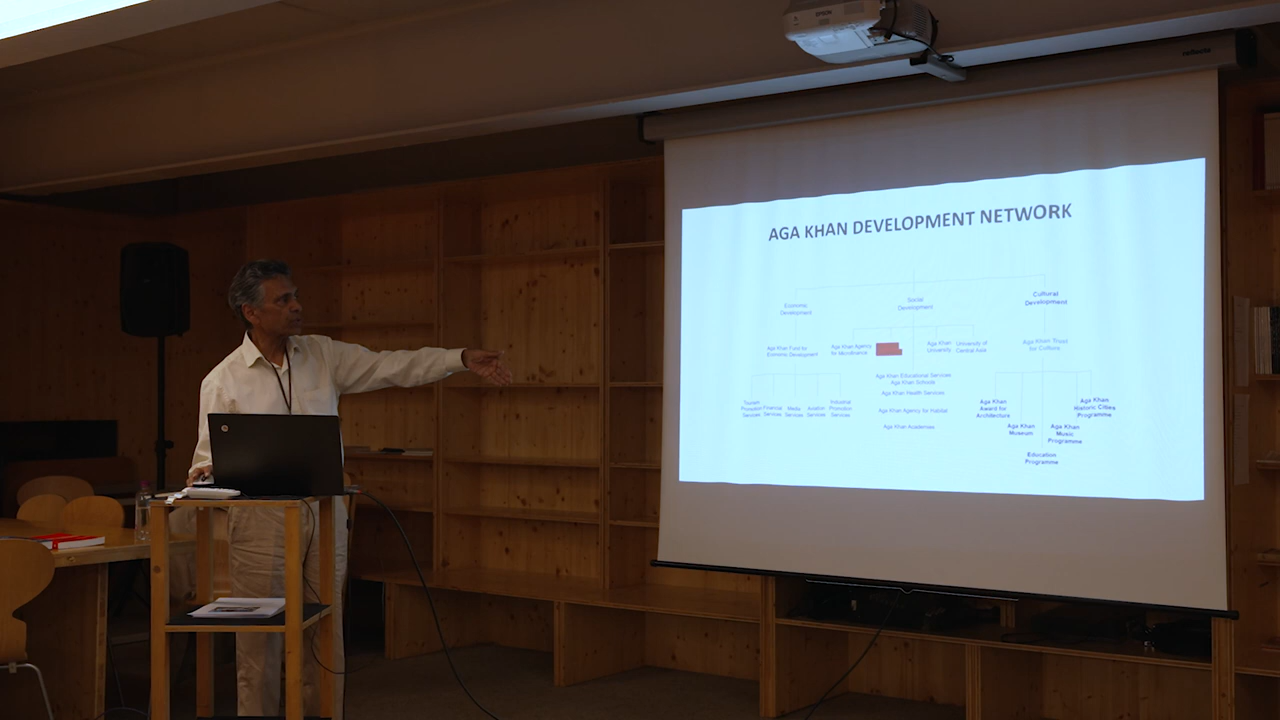 EPSON
reflecta
AGA KHAN DEVELOPMENT NETWORK
Economic
Development
Social
Development
Cultural
Development
Aga Khan Fund for
Economic Development
Aga Khan Agency
for Microfinance
Aga Khan
University
University of
Central Asia
Aga Khan Trust
for Culture
Tourism
Promotion
Services
Financial
Services
Media
Services
Aviation
Services
Industrial
Promotion
Services
Aga Khan Educational Services
Aga Khan Schools
Aga Khan Health Services
Aga Khan Agency for Habitat
Aga Khan Academies
Aga Khan
Award for
Architecture
Aga Khan
Museum
Education
Programme
Aga Khan
Music
Programme
Aga Khan
Historic Cities
Programme
hp